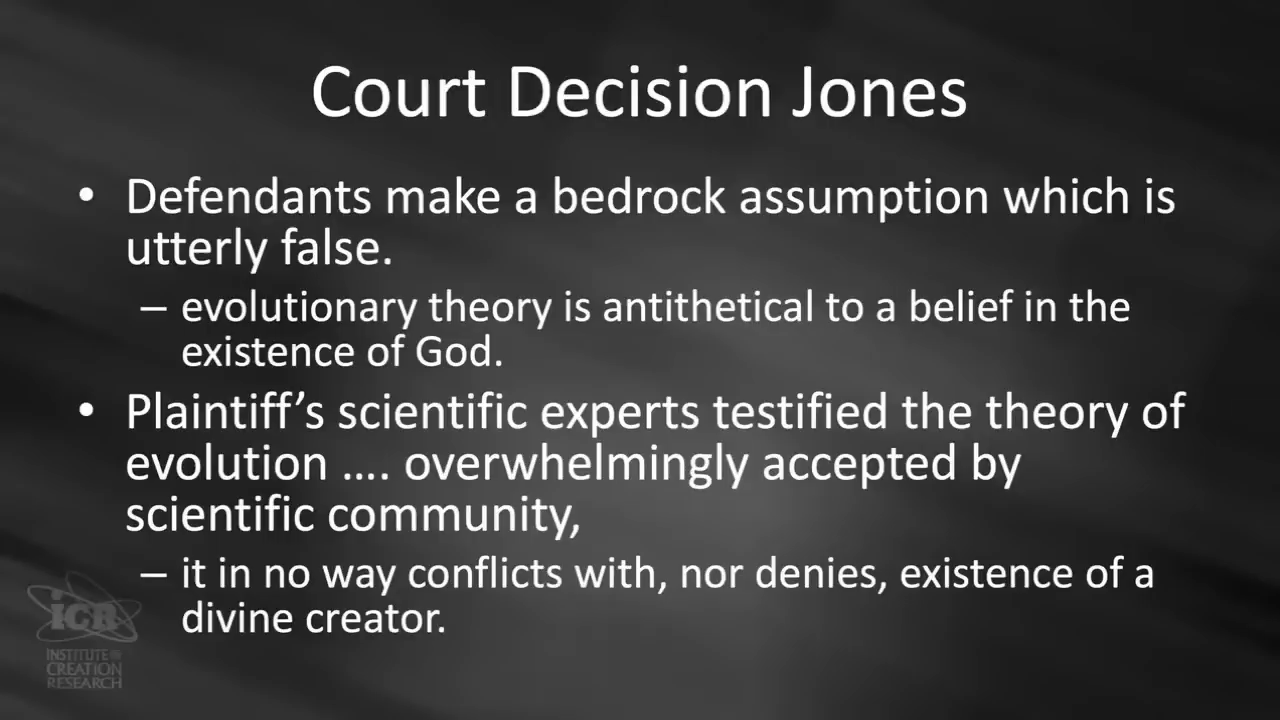 Court Decision Jones
• Defendants make a bedrock assumption which is
utterly false.
– evolutionary theory is antithetical to a belief in the
existence of God.
• Plaintiff’s scientific experts testified the theory of
evolution …. overwhelmingly accepted by
scientific community,
– it in no way conflicts with, nor denies, existence of a
divine creator.
iCR
INSTITUTE for
CREATION
RESEARCH